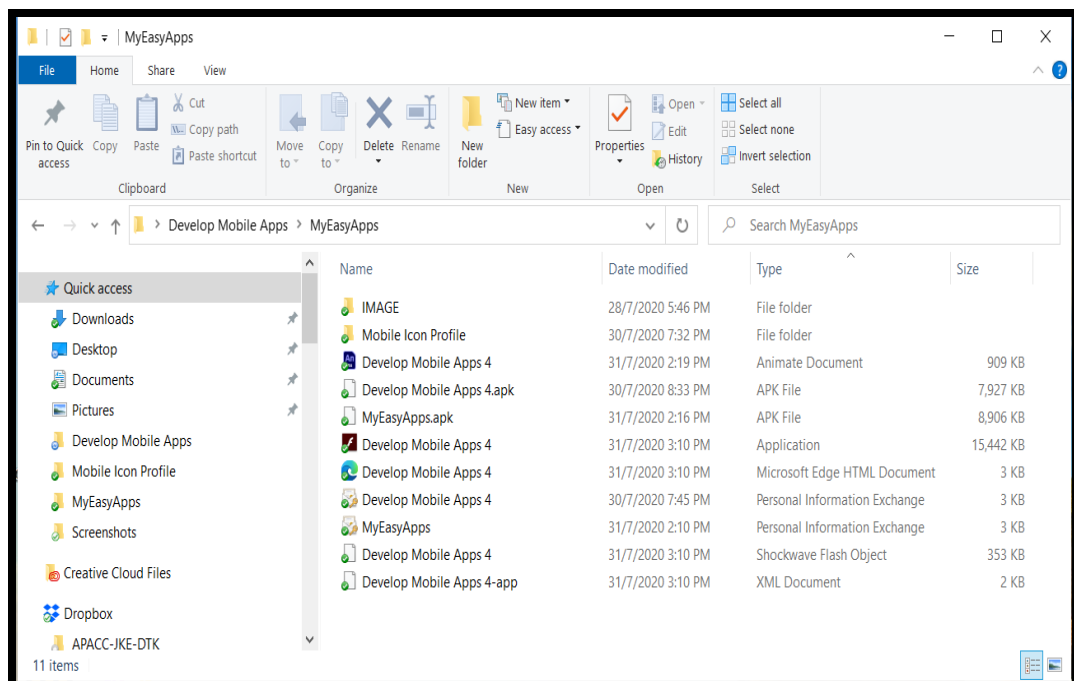 MyEasyApps
File Home Share View
Pin to Quick access
Copy
Paste
Cut
Copy path
Paste shortcut
Clipboard
Move to
Copy to
Delete
Rename
Organize
New folder
New item
Easy access
New
Properties
Open
Edit
History
Open
Select all
Select none
Invert selection
Select
Develop Mobile Apps > MyEasyApps
Search MyEasyApps
Quick access
Downloads
Desktop
Documents
Pictures
Develop Mobile Apps
Mobile Icon Profile
MyEasyApps
Screenshots
Creative Cloud Files
Dropbox
APACC-JKE-DTK
Name Date modified Type Size
IMAGE 28/7/2020 5:46 PM File folder
Mobile Icon Profile 30/7/2020 7:32 PM File folder
An Develop Mobile Apps 4 31/7/2020 2:19 PM Animate Document 909 KB
Develop Mobile Apps 4.apk 30/7/2020 8:33 PM APK File 7,927 KB
MyEasyApps.apk 31/7/2020 2:16 PM APK File 8,906 KB
Develop Mobile Apps 4 31/7/2020 3:10 PM Application 15,442 KB
Develop Mobile Apps 4 31/7/2020 3:10 PM Microsoft Edge HTML Document 3 KB
Develop Mobile Apps 4 30/7/2020 7:45 PM Personal Information Exchange 3 KB
MyEasyApps 31/7/2020 2:10 PM Personal Information Exchange 3 KB
Develop Mobile Apps 4 31/7/2020 3:10 PM Shockwave Flash Object 353 KB
Develop Mobile Apps 4-app 31/7/2020 3:10 PM XML Document 2 KB
11 items